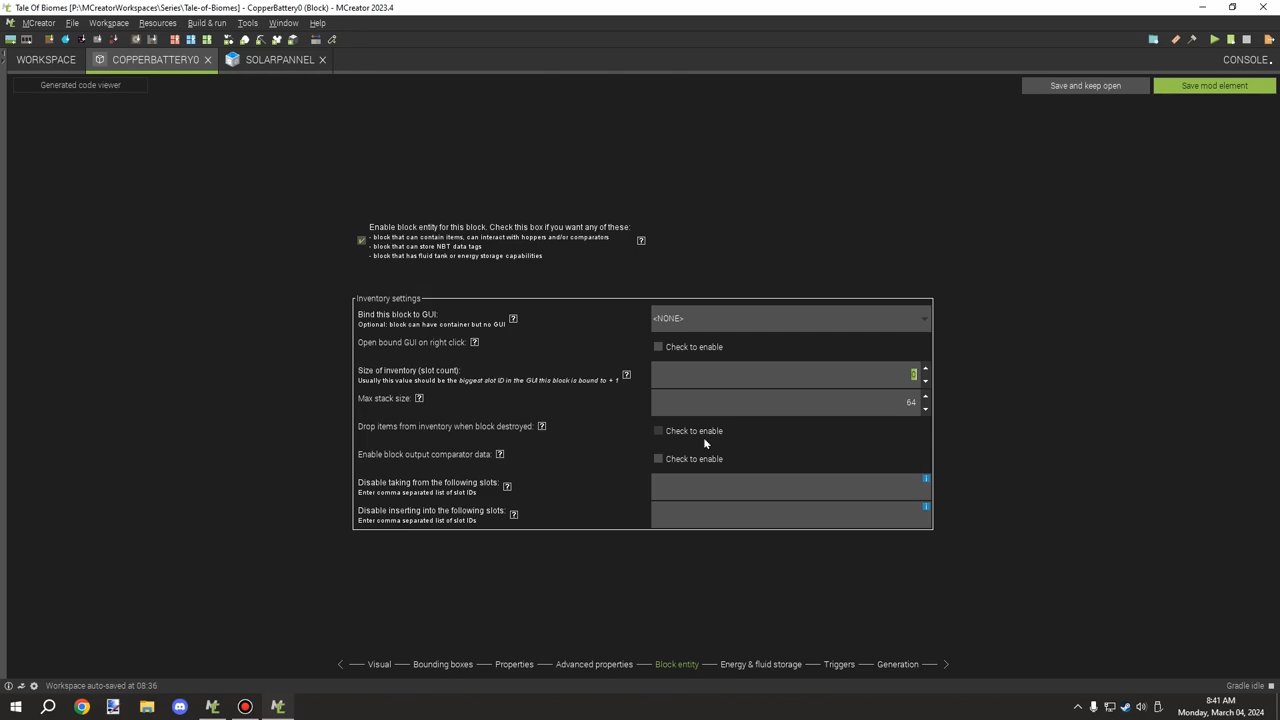 Tale Of Biomes [P:\MCreatorWorkspaces\Series\Tale-of-Biomes] - CopperBattery0 (Block) - MCreator 2023.4
MCreator File Workspace Resources Build & run Tools Window Help
WORKSPACE COPPERBATTERY0 SOLARPANNEL CONSOLE
Generated code viewer Save and keep open Save mod element
Enable block entity for this block. Check this box if you want any of these:
- block that can contain items, can interact with hoppers and/or comparators
- block that can store NBT data tags
- block that has fluid tank or energy storage capabilities
?
Inventory settings
Bind this block to GUI:
Optional: block can have container but no GUI
? <NONE>
Open bound GUI on right click: ? Check to enable
Size of inventory (slot count):
Usually this value should be the biggest slot ID in the GUI this block is bound to + 1
? 0
Max stack size: ? 64
Drop items from inventory when block destroyed: ? Check to enable
Enable block output comparator data: ? Check to enable
Disable taking from the following slots:
Enter comma separated list of slot IDs
?
Disable inserting into the following slots:
Enter comma separated list of slot IDs
?
Visual Bounding boxes Properties Advanced properties Block entity Energy & fluid storage Triggers Generation
Workspace auto-saved at 08:36 Gradle idle
8:41 AM
Monday, March 04, 2024